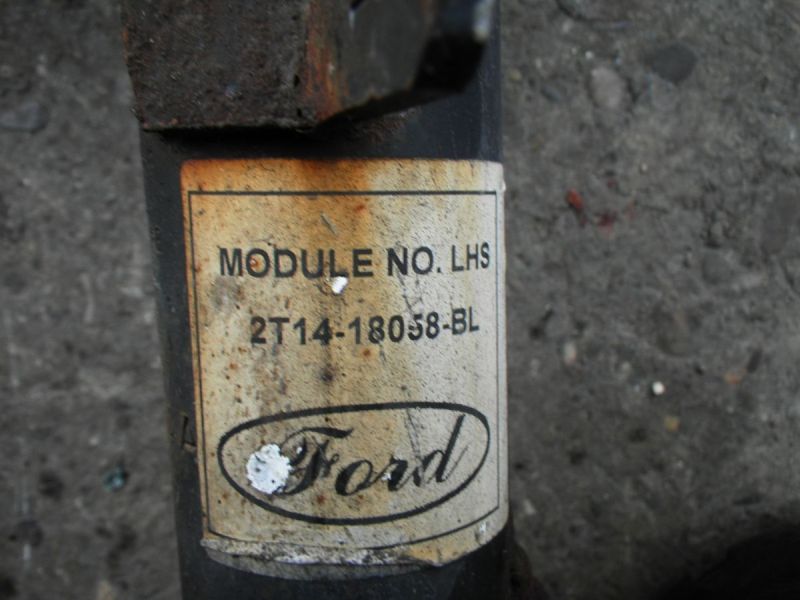 MODULE NO. LHS
2T14-18058-BL
Ford